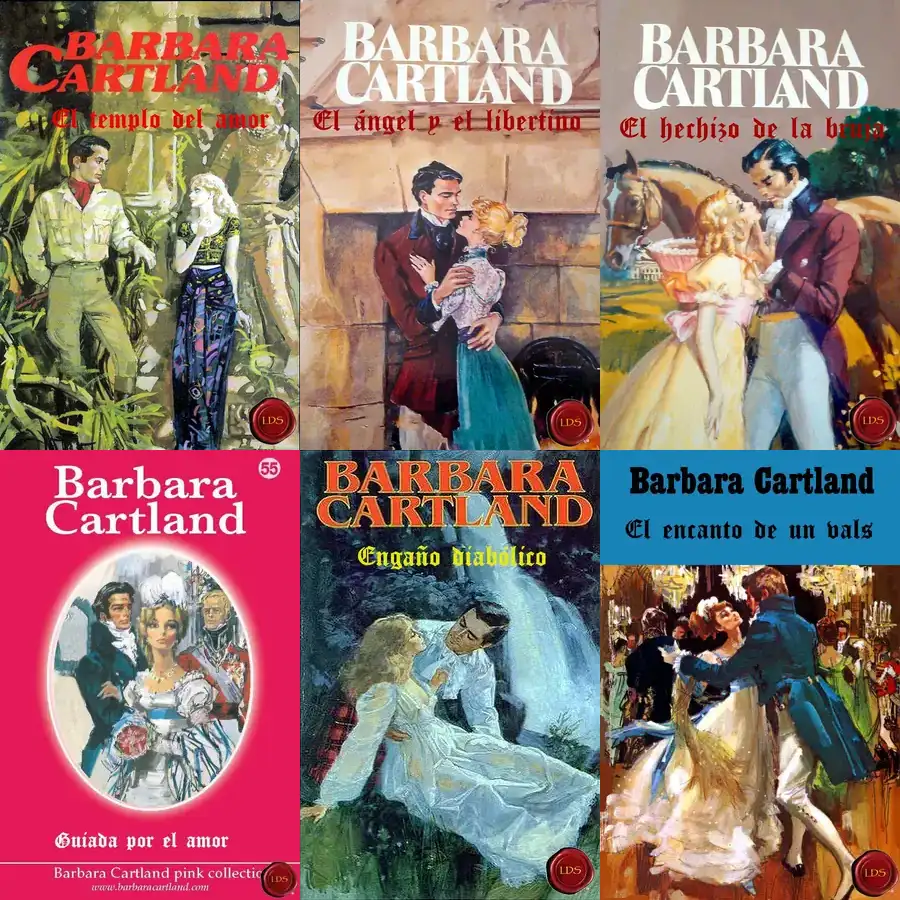 BARBARA
CARTLAND
El templo del amor
LDS
BARBARA
CARTLAND
El ángel y el libertino
LDS
BARBARA
CARTLAND
El hechizo de la bruja
LDS
55
Barbara
Cartland
Guiada por el amor
Barbara Cartland pink collectio
www.barbaracartland.com
LDS
BARBARA
CARTLAND
Engaño diabólico
LDS
Barbara Cartland
El encanto de un vals
LDS